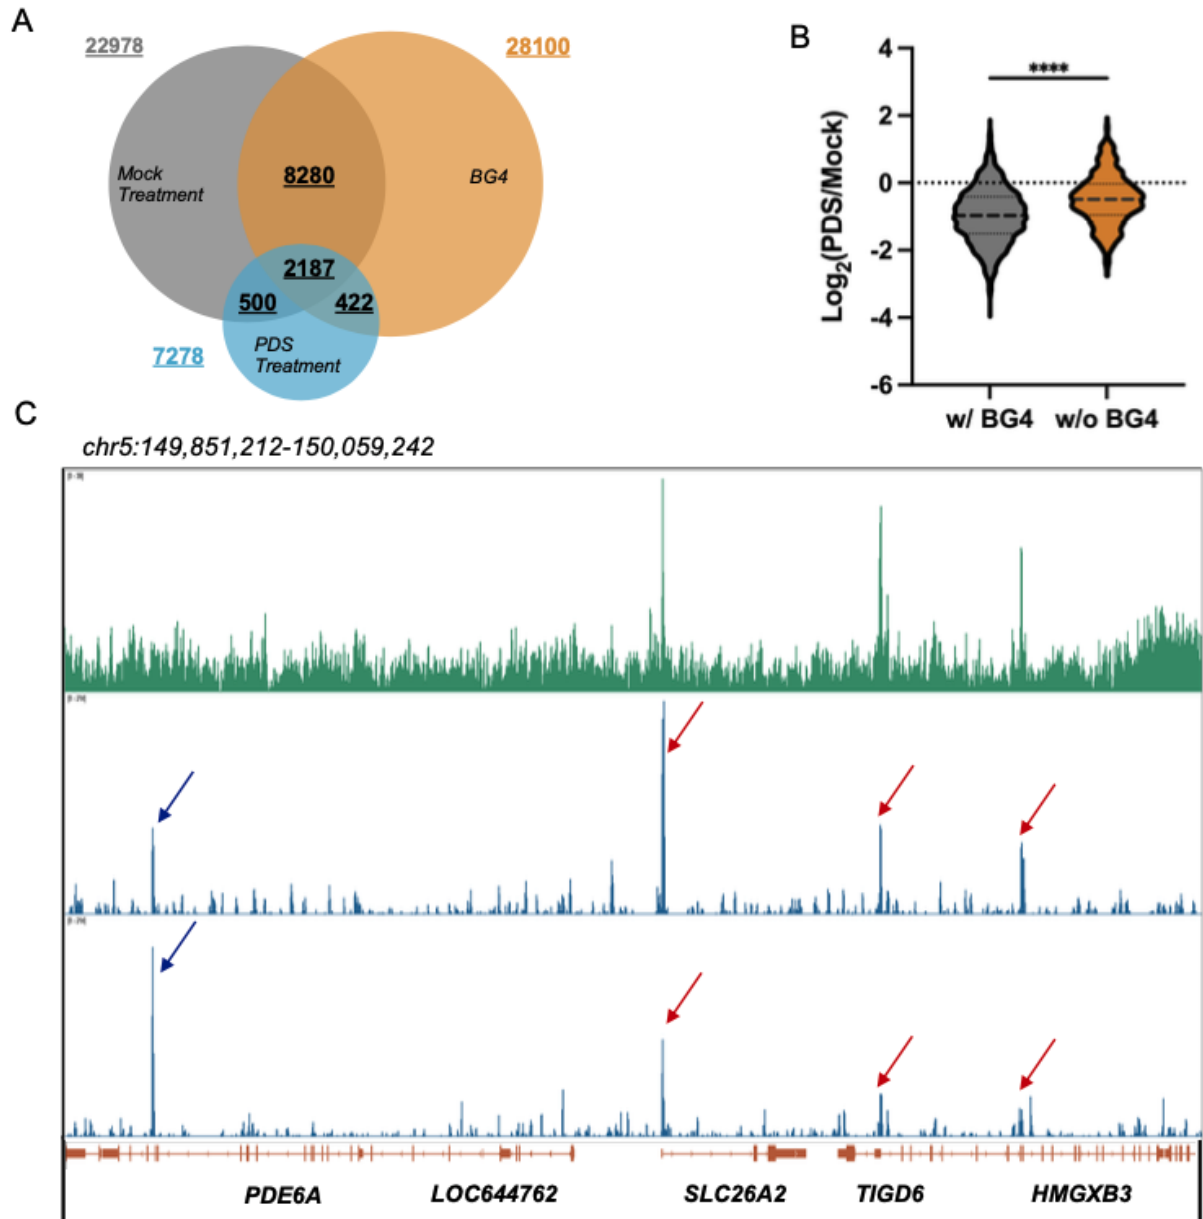 A
22978
28100
Mock
Treatment
8280
BG4
2187
500
422
PDS
Treatment
7278
B
4
2
0
-2
-4
-6
Log2(PDS/Mock)
****
w/ BG4
w/o BG4
C
chr5:149,851,212-150,059,242
PDE6A
LOC644762
SLC26A2
TIGD6
HMGXB3